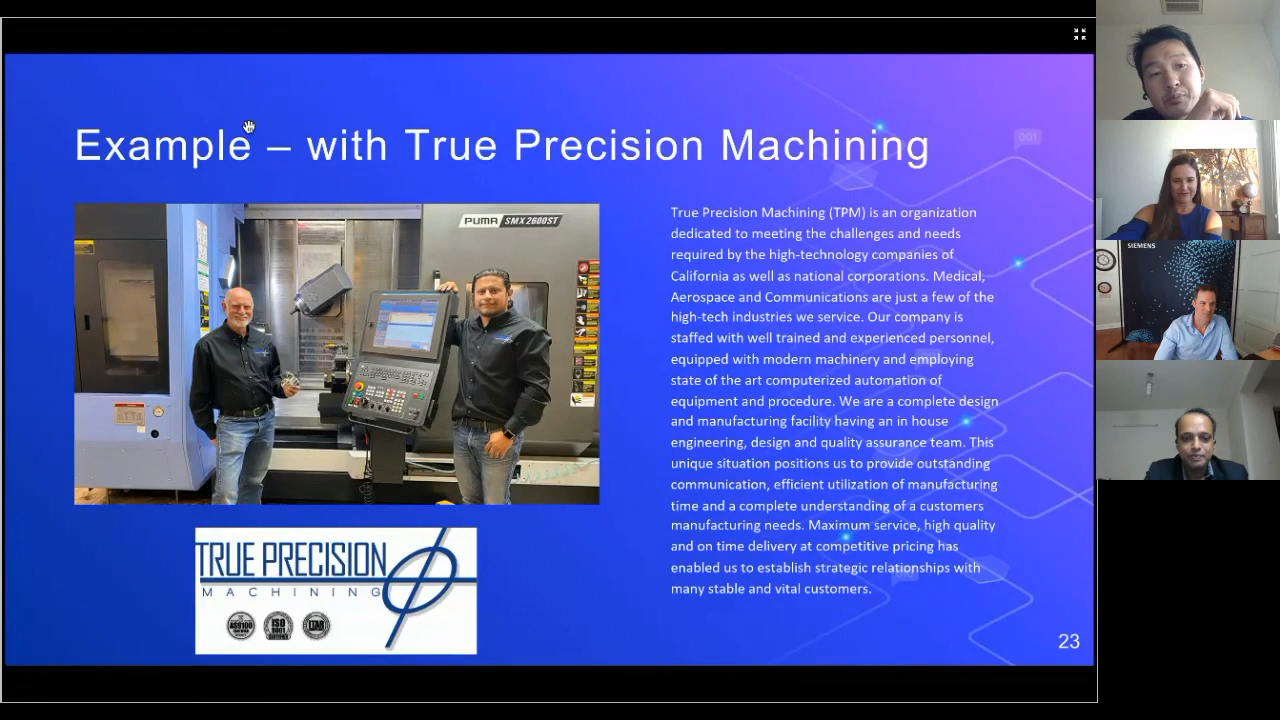 Example – with True Precision Machining
001
PUMA SMX 2600ST
True Precision Machining (TPM) is an organization
dedicated to meeting the challenges and needs
required by the high-technology companies of
California as well as national corporations. Medical,
Aerospace and Communications are just a few of the
high-tech industries we service. Our company is
staffed with well trained and experienced personnel,
equipped with modern machinery and employing
state of the art computerized automation of
equipment and procedure. We are a complete design
and manufacturing facility having an in house
engineering, design and quality assurance team. This
unique situation positions us to provide outstanding
communication, efficient utilization of manufacturing
time and a complete understanding of a customers
manufacturing needs. Maximum service, high quality
and on time delivery at competitive pricing has
enabled us to establish strategic relationships with
many stable and vital customers.
TRUE PRECISION
MACHINING
AS9100
ISO
9001
ITAR
23
SIEMENS